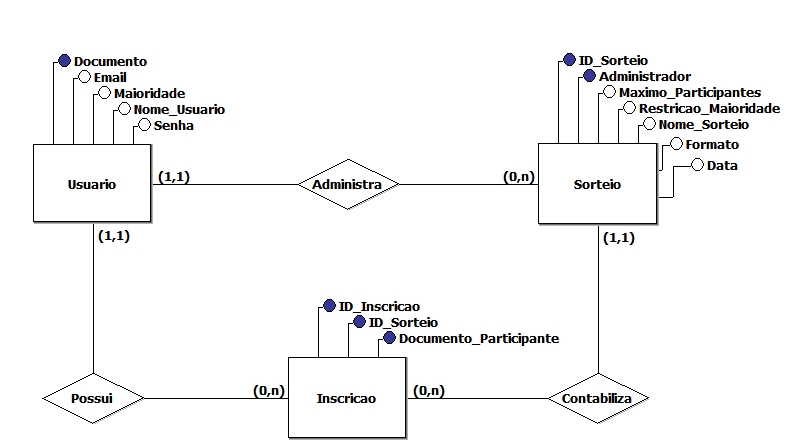 Documento
Email
Maioridade
Nome_Usuario
Senha
Usuario
(1,1)
Administra
(0,n)
ID_Sorteio
Administrador
Maximo_Participantes
Restricao_Maioridade
Nome_Sorteio
Formato
Data
Sorteio
(1,1)
(1,1)
ID_Inscricao
ID_Sorteio
Documento_Participante
Possui
(0,n)
Inscricao
(0,n)
Contabiliza